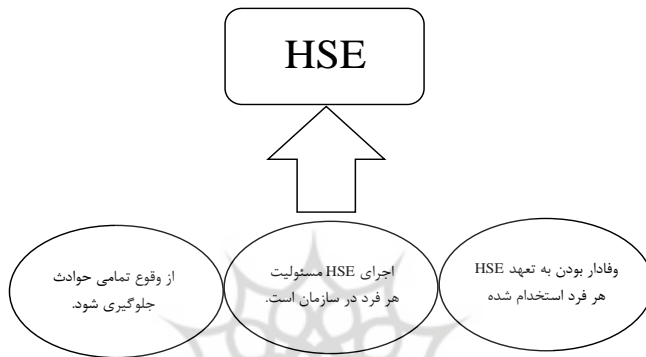 HSE
وفادار بودن به تعهد HSE
هر فرد استخدام شده
اجرای HSE مسئولیت
هر فرد در سازمان است.
از وقوع تمامی حوادث
جلوگیری شود.